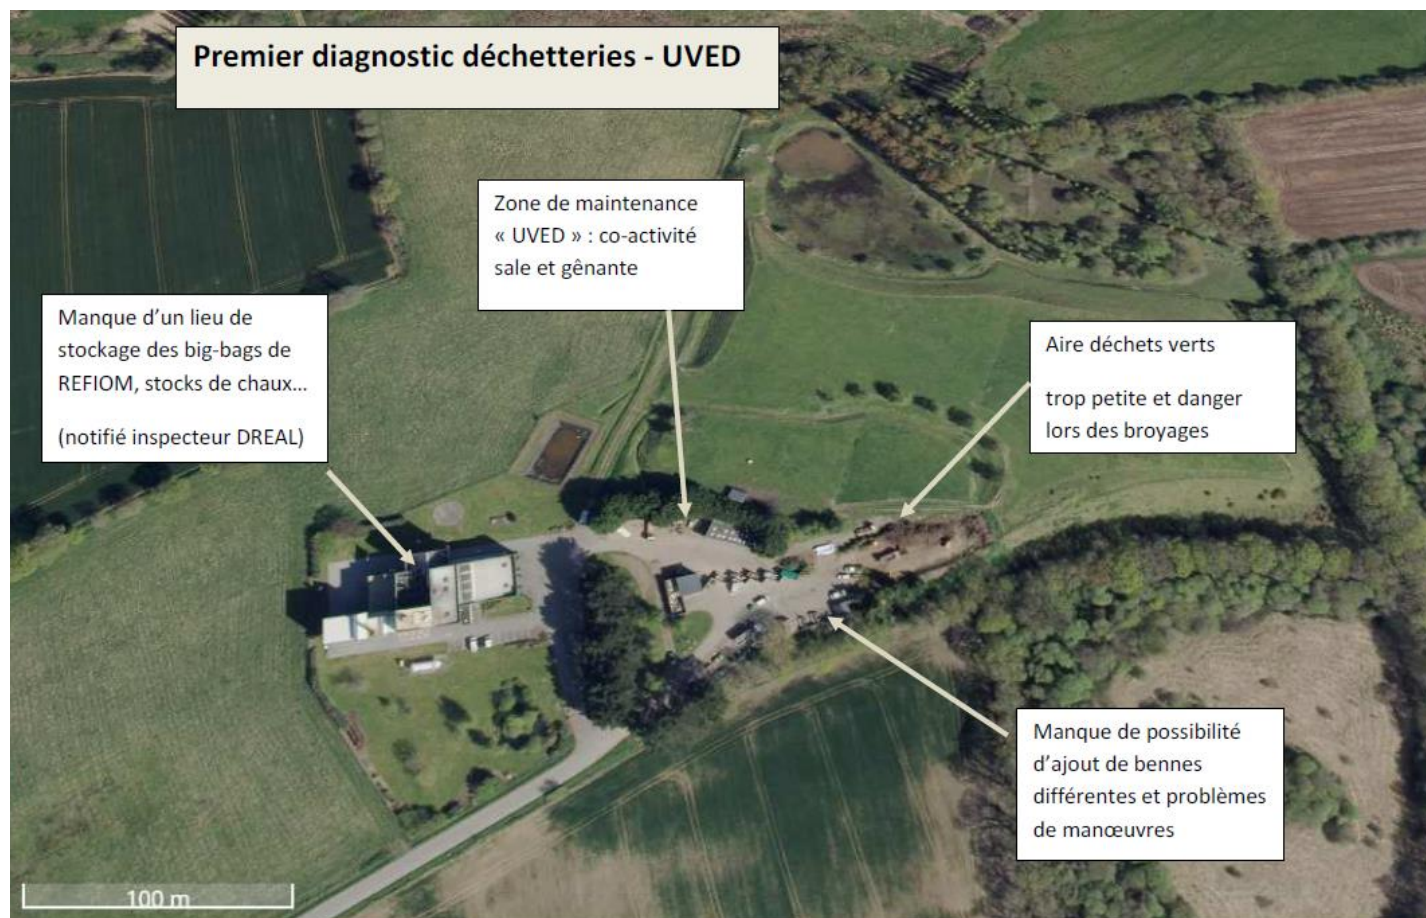 Premier diagnostic déchetteries - UVED
Zone de maintenance
« UVED » : co-activité
sale et gênante
Manque d'un lieu de
stockage des big-bags de
REFIOM, stocks de chaux...
(notifié inspecteur DREAL)
Aire déchets verts
trop petite et danger
lors des broyages
Manque de possibilité
d'ajout de bennes
différentes et problèmes
de manœuvres
100 m